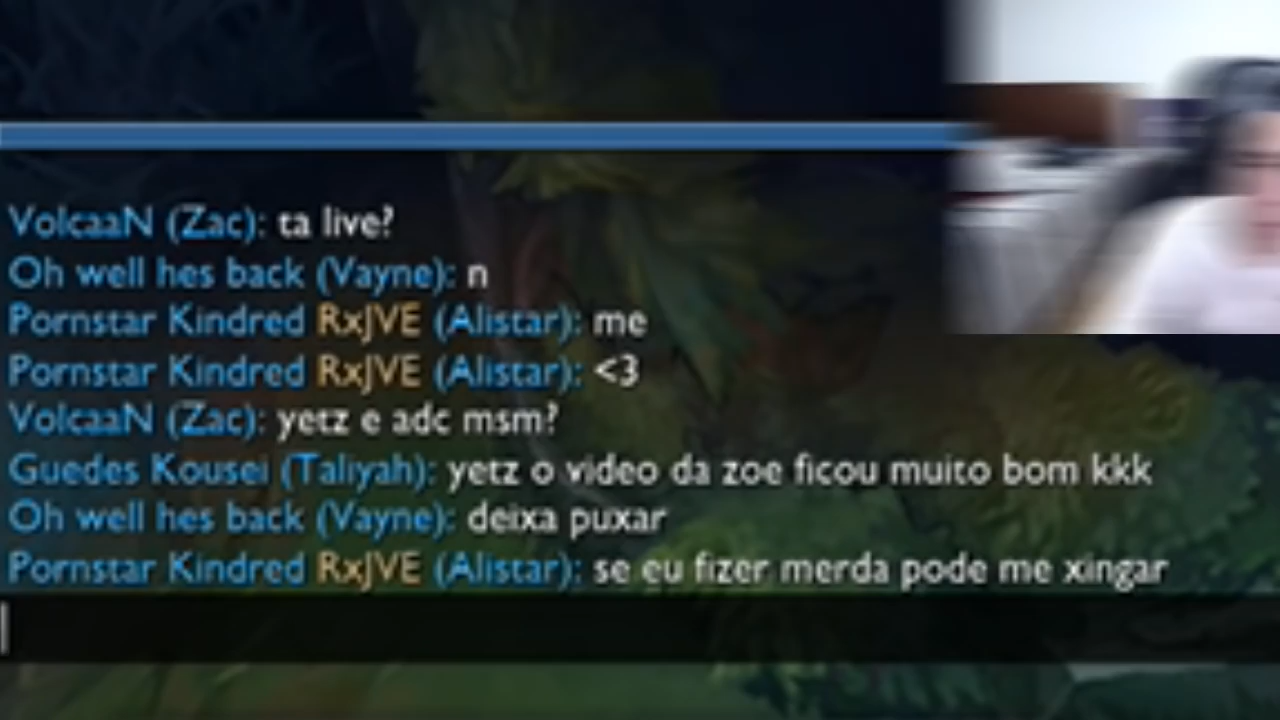 VolcaaN (Zac): ta live?
Oh well hes back (Vayne): n
Pornstar Kindred RxJVE (Alistar): me
Pornstar Kindred RxJVE (Alistar): <3
VolcaaN (Zac): yetz e adc msm?
Guedes Kousei (Taliyah): yetz o video da zoe ficou muito bom kkk
Oh well hes back (Vayne): deixa puxar
Pornstar Kindred RxJVE (Alistar): se eu fizer merda pode me xingar